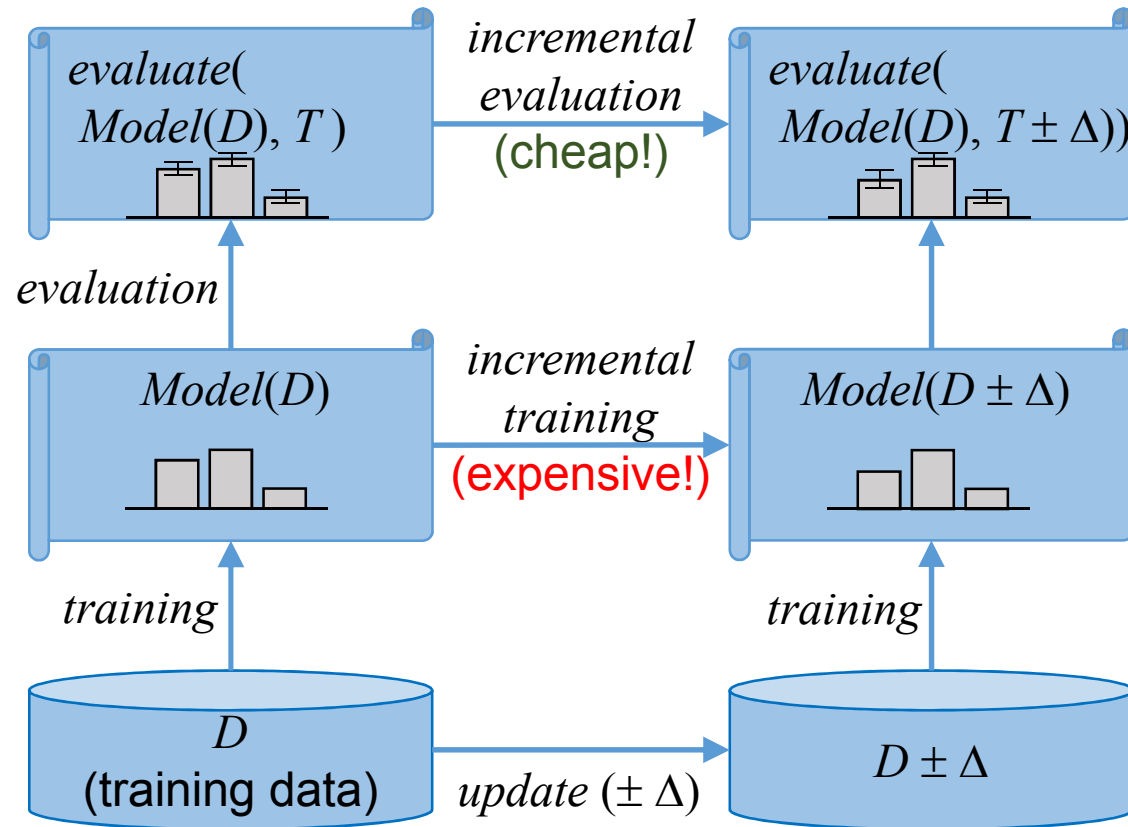 evaluate(
Model(D), T )
incremental
evaluation
(cheap!)
evaluate(
Model(D), T ± Δ))
evaluation
Model(D)
incremental
training
(expensive!)
Model(D ± Δ)
training
training
D
(training data)
update (± Δ)
D ± Δ